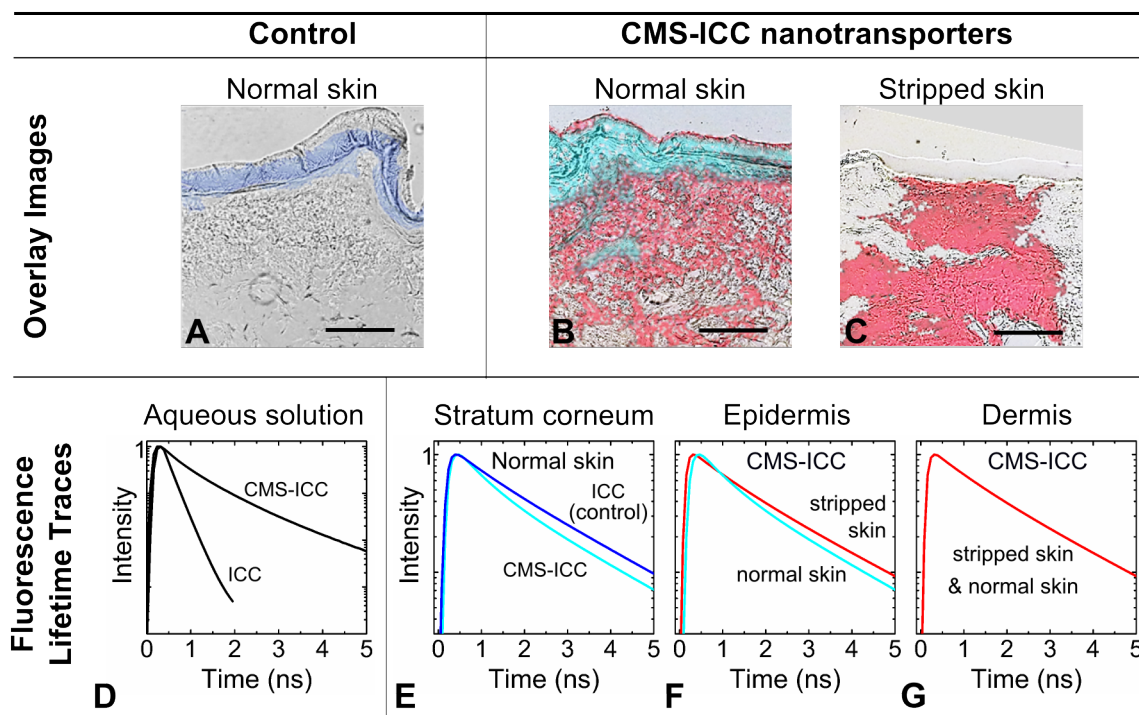 Control
CMS-ICC nanotransporters
Overlay Images
Normal skin
Normal skin
Stripped skin
A
B
C
Fluorescence
Lifetime Traces
Aqueous solution
Stratum corneum
Epidermis
Dermis
1
Intensity
CMS-ICC
ICC
0 1 2 3 4 5
Time (ns)
D
1
Intensity
Normal skin
ICC
(control)
CMS-ICC
0 1 2 3 4 5
Time (ns)
E
CMS-ICC
stripped
skin
normal skin
0 1 2 3 4 5
Time (ns)
F
CMS-ICC
stripped skin
& normal skin
0 1 2 3 4 5
Time (ns)
G